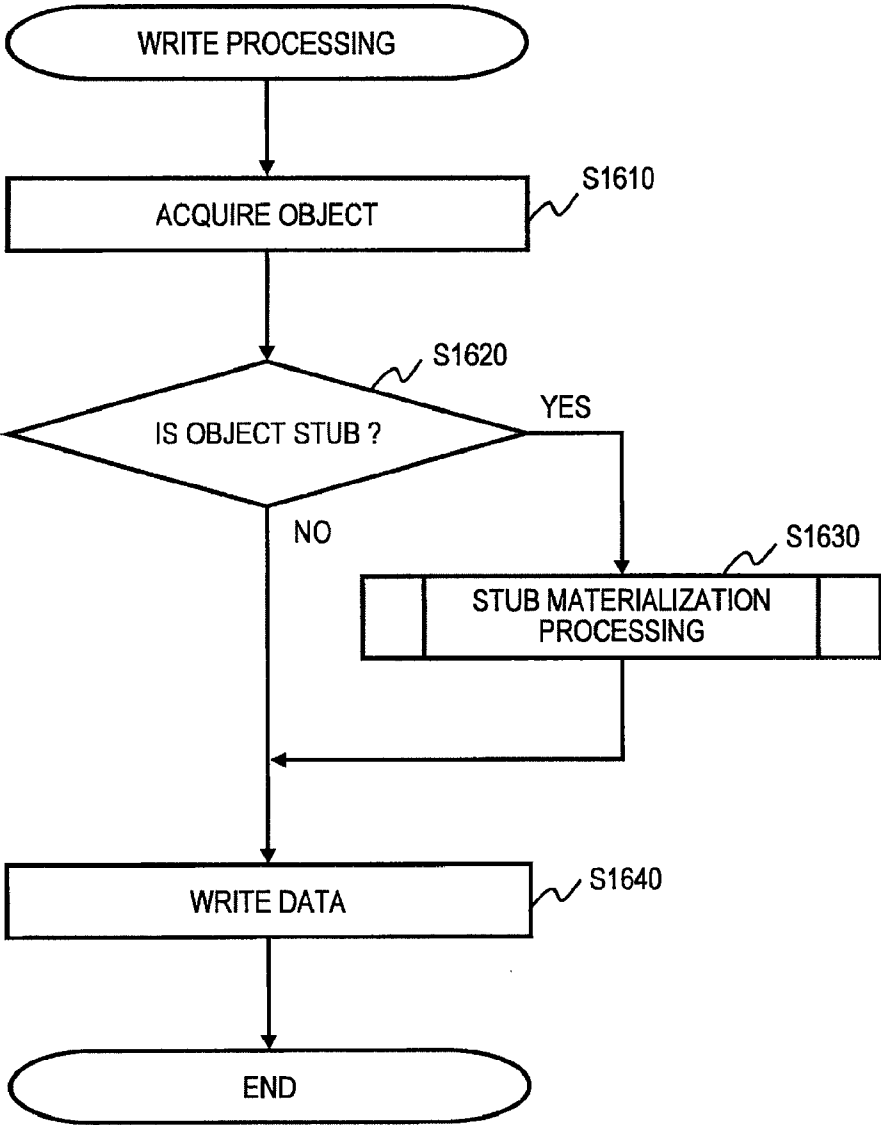 WRITE PROCESSING
S1610
ACQUIRE OBJECT
S1620
IS OBJECT STUB ?
YES
NO
S1630
STUB MATERIALIZATION
PROCESSING
S1640
WRITE DATA
END